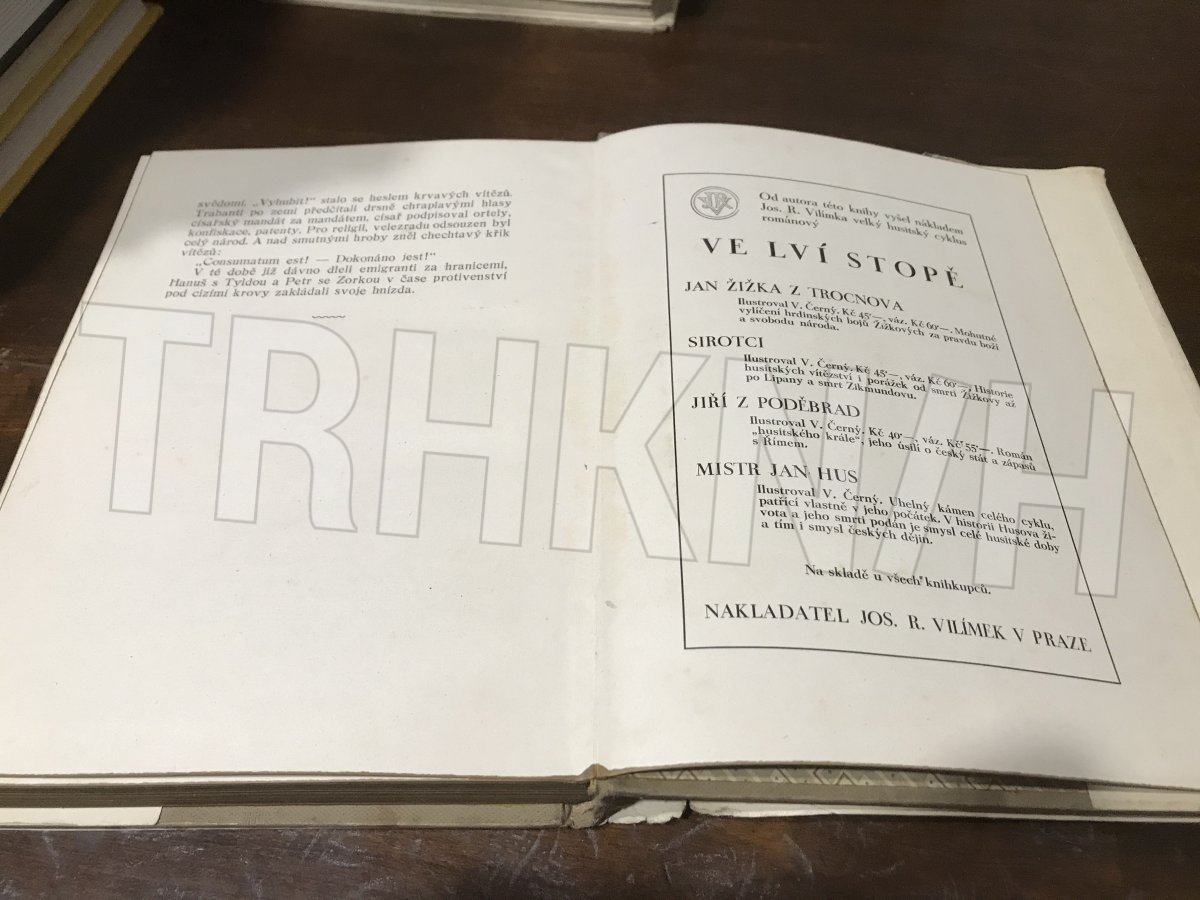 svědomí. „Vyhubit!“ stalo se heslem krvavých vítězů.
Trabanti po zemi předčítali drsně chraplavými hlasy
císařský mandát za mandátem, císař podpisoval ortely,
konfiskace, patenty. Pro religii, velezradu odsouzen byl
celý národ. A nad smutnými hroby zněl chechtavý křik
vítězů:
„Consumatum est! — Dokonáno jest!“
V té době již dávno dleli emigranti za hranicemi,
Hanuš s Tyldou a Petr se Zorkou v čase protivenství
pod cizími krovy zakládali svoje hnízda.
JRV
Od autora této knihy vyšel nákladem
Jos. R. Vilímka velký husitský cyklus
románový
VE LVÍ STOPĚ
JAN ŽIŽKA Z TROCNOVA
Ilustroval V. Černý. Kč 45·—, váz. Kč 60·—. Mohutné
vylíčení hrdinských bojů Žižkových za pravdu boží
a svobodu národa.
SIROTCI
Ilustroval V. Černý. Kč 45·—, váz. Kč 60·—. Historie
husitských vítězství i porážek od smrti Žižkovy až
po Lipany a smrt Zikmundovu.
JIŘÍ Z PODĚBRAD
Ilustroval V. Černý. Kč 40·—, váz. Kč 55·—. Román
„husitského krále“, jeho úsilí o český stát a zápasů
s Římem.
MISTR JAN HUS
Ilustroval V. Černý. Úhelný kámen celého cyklu,
patřící vlastně v jeho počátek. V historii Husova ži-
vota a jeho smrti podán je smysl celé husitské doby
a tím i smysl českých dějin.
Na skladě u všech knihkupců.
NAKLADATEL JOS. R. VILÍMEK V PRAZE
TRHKNIH